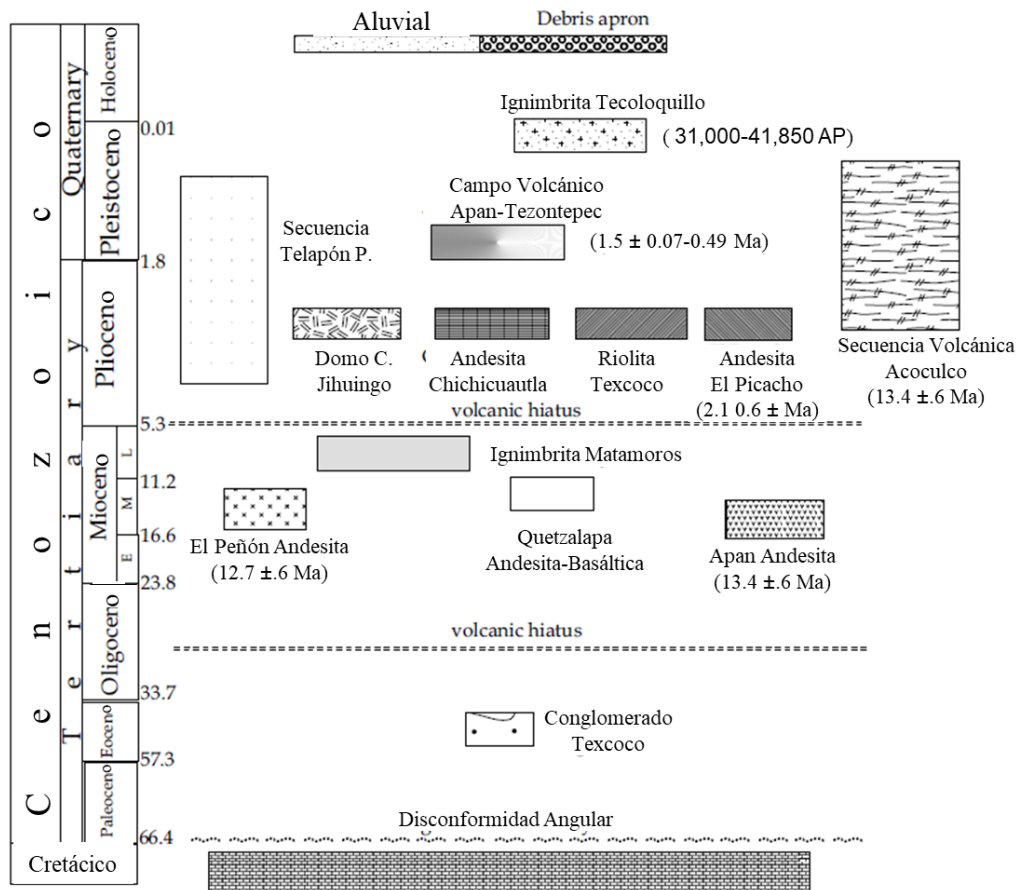 Aluvial
Debris apron
Holoceno
Ignimbrita Tecoloquillo
0.01
( 31,000-41,850 AP)
Quaternary
Pleistoceno
Campo Volcánico
Apan-Tezontepec
(1.5 ± 0.07-0.49 Ma)
Secuencia
Telapón P.
1.8
Cenozoico
Tertiary
Plioceno
Domo C.
Jihuingo
Andesita
Chichicuautla
Riolita
Texcoco
Andesita
El Picacho
(2.1 0.6 ± Ma)
Secuencia Volcánica
Acoculco
(13.4 ±.6 Ma)
volcanic hiatus
5.3
Mioceno
L
Ignimbrita Matamoros
11.2
M
16.6
El Peñón Andesita
(12.7 ±.6 Ma)
Quetzalapa
Andesita-Basáltica
Apan Andesita
(13.4 ±.6 Ma)
E
23.8
Oligoceno
volcanic hiatus
33.7
Eoceno
Conglomerado
Texcoco
57.3
Paleoceno
Disconformidad Angular
66.4
Cretácico